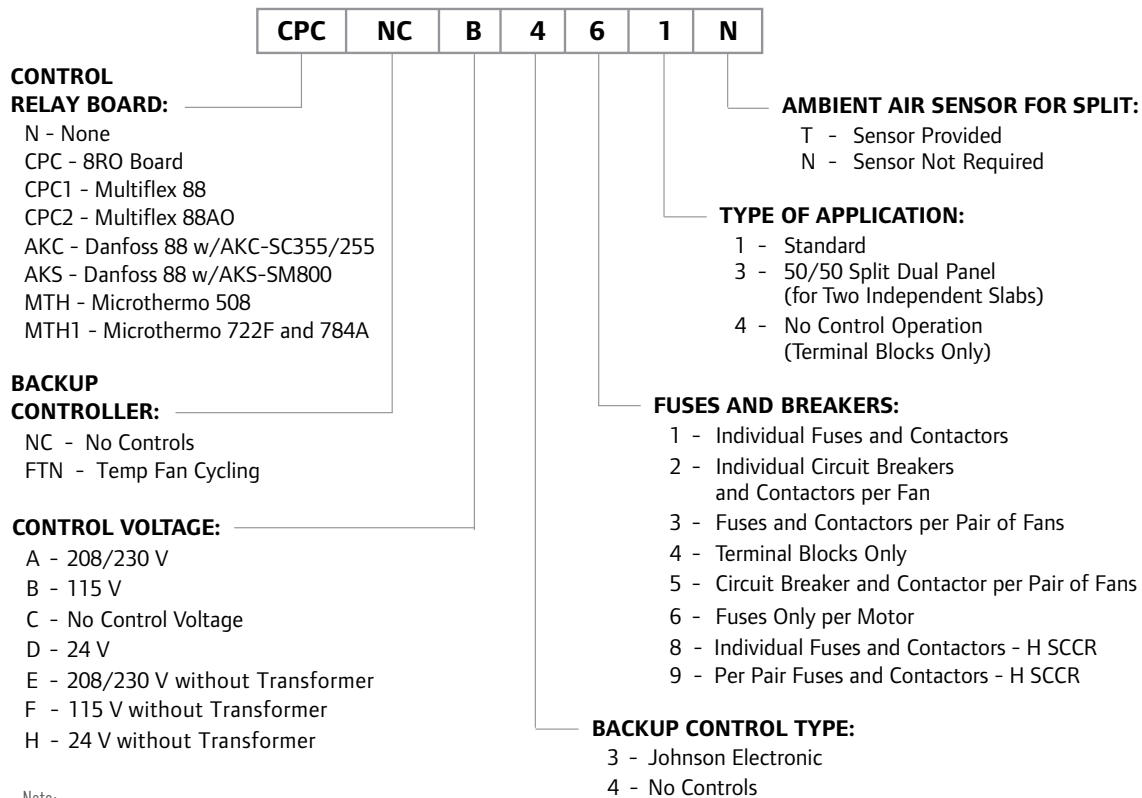 CPC NC B 4 6 1 N
CONTROL
RELAY BOARD:
N - None
CPC - 8RO Board
CPC1 - Multiflex 88
CPC2 - Multiflex 88AO
AKC - Danfoss 88 w/AKC-SC355/255
AKS - Danfoss 88 w/AKS-SM800
MTH - Microthermo 508
MTH1 - Microthermo 722F and 784A
BACKUP
CONTROLLER:
NC - No Controls
FTN - Temp Fan Cycling
CONTROL VOLTAGE:
A - 208/230 V
B - 115 V
C - No Control Voltage
D - 24 V
E - 208/230 V without Transformer
F - 115 V without Transformer
H - 24 V without Transformer
Note:
AMBIENT AIR SENSOR FOR SPLIT:
T - Sensor Provided
N - Sensor Not Required
TYPE OF APPLICATION:
1 - Standard
3 - 50/50 Split Dual Panel
(for Two Independent Slabs)
4 - No Control Operation
(Terminal Blocks Only)
FUSES AND BREAKERS:
1 - Individual Fuses and Contactors
2 - Individual Circuit Breakers
and Contactors per Fan
3 - Fuses and Contactors per Pair of Fans
4 - Terminal Blocks Only
5 - Circuit Breaker and Contactor per Pair of Fans
6 - Fuses Only per Motor
8 - Individual Fuses and Contactors - H SCCR
9 - Per Pair Fuses and Contactors - H SCCR
BACKUP CONTROL TYPE:
3 - Johnson Electronic
4 - No Controls